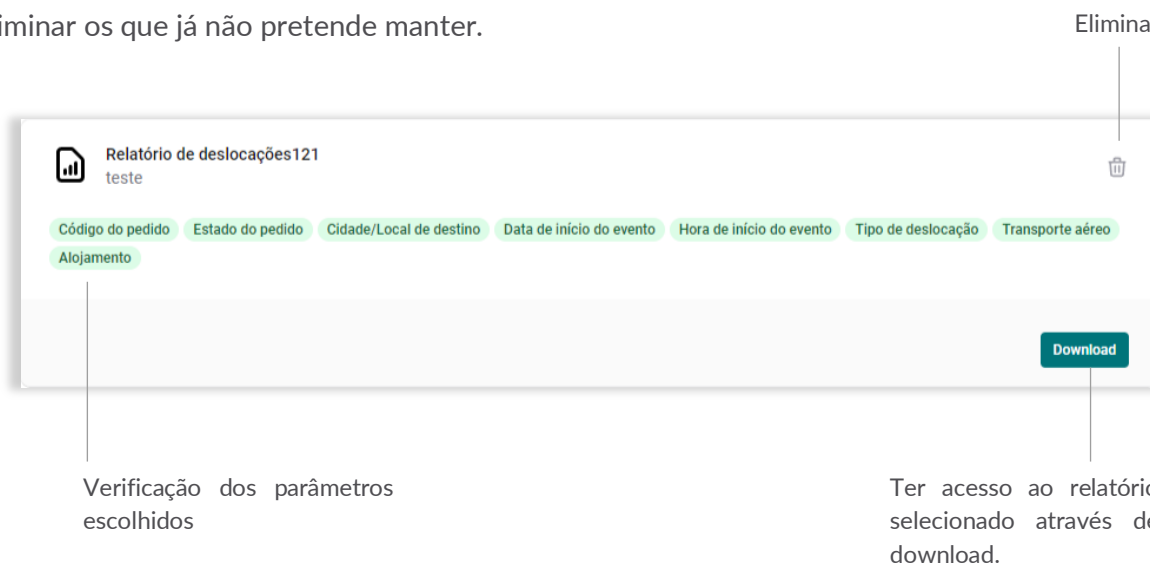 iminar os que já não pretende manter.
Elimina
Relatório de deslocações121
teste
Código do pedido Estado do pedido Cidade/Local de destino Data de início do evento Hora de início do evento Tipo de deslocação Transporte aéreo
Alojamento
Download
Verificação dos parâmetros
escolhidos
Ter acesso ao relatório
selecionado através de
download.